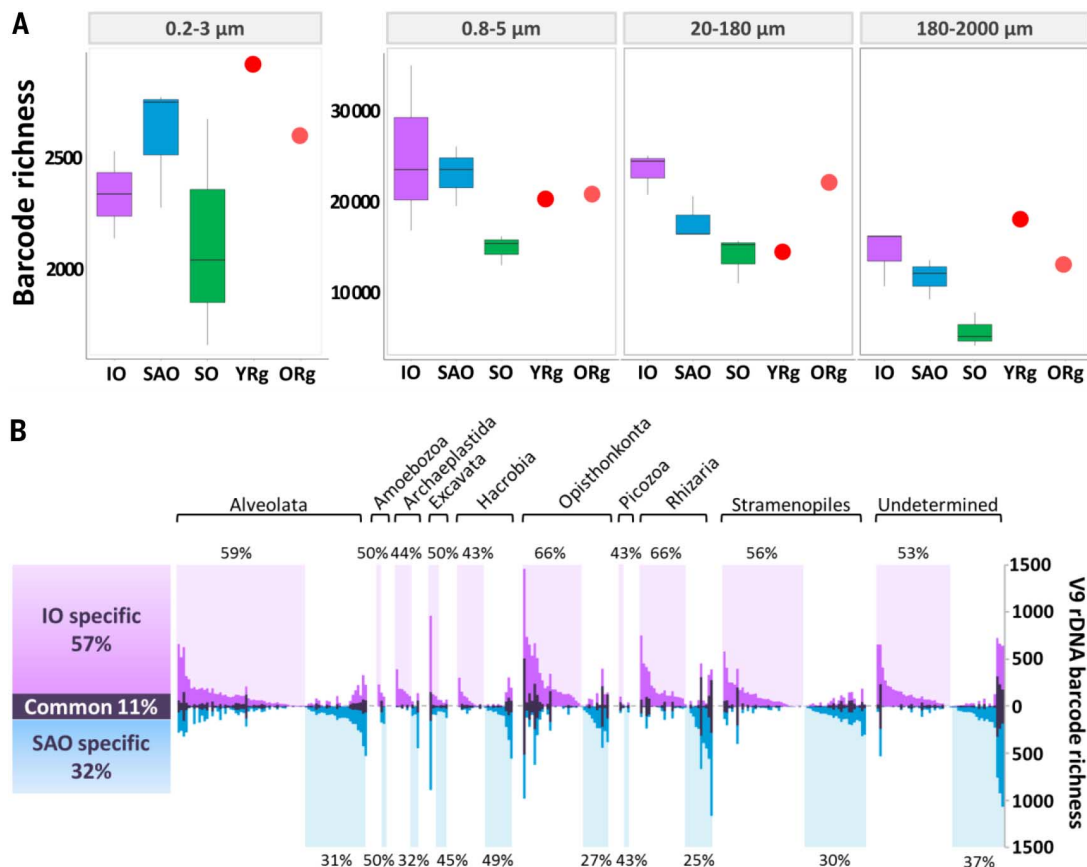 A
0.2-3 µm
0.8-5 µm
20-180 µm
180-2000 µm
Barcode richness
2500
2000
30000
20000
10000
IO SAO SO YRg ORg
IO SAO SO YRg ORg
IO SAO SO YRg ORg
IO SAO SO YRg ORg
B
Alveolata
Amoebozoa
Archaeplastida
Excavata
Hacrobia
Opisthonkonta
Picozoa
Rhizaria
Stramenopiles
Undetermined
59% 50% 44% 50% 43% 66% 43% 66% 56% 53%
IO specific
57%
Common 11%
SAO specific
32%
1500
1000
500
0
500
1000
1500
V9 rDNA barcode richness
31% 50% 32% 45% 49% 27% 43% 25% 30% 37%